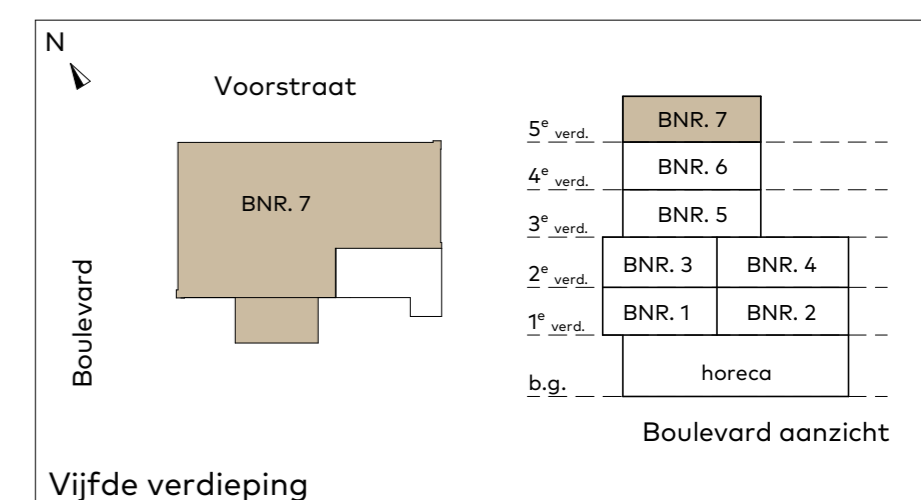 N
Voorstraat
BNR. 7
Boulevard
5e verd.
BNR. 7
4e verd.
BNR. 6
3e verd.
BNR. 5
2e verd.
BNR. 3
BNR. 4
1e verd.
BNR. 1
BNR. 2
b.g.
horeca
Boulevard aanzicht
Vijfde verdieping